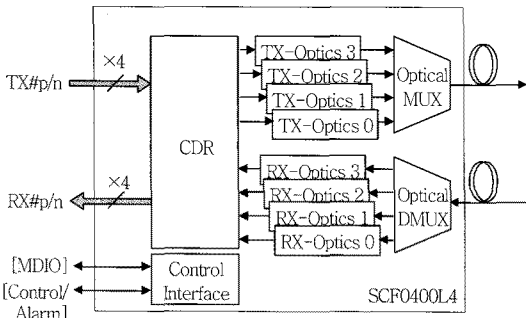 ×4
TX#p/n
CDR
TX-Optics 3
TX-Optics 2
TX-Optics 1
TX-Optics 0
Optical
MUX
×4
RX#p/n
RX-Optics 3
RX-Optics 2
RX-Optics 1
RX-Optics 0
Optical
DMUX
[MDIO]
[Control/
Alarm]
Control
Interface
SCF0400L4